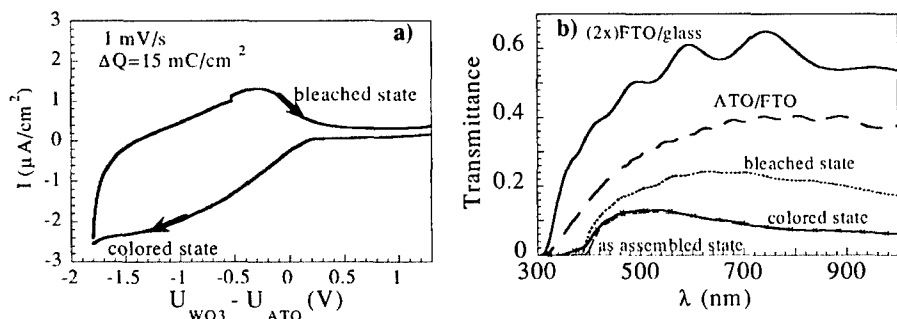 a)
1 mV/s
ΔQ=15 mC/cm²
bleached state
colored state
I (μA/cm²)
3
2
1
0
-1
-2
-3
-2 -1.5 -1 -0.5 0 0.5 1
U_WO3 - U_ATO (V)
b) (2x)FTO/glass
ATO/FTO
bleached state
colored state
as assembled state
Transmittance
0.6
0.4
0.2
0
300 500 700 900
λ (nm)